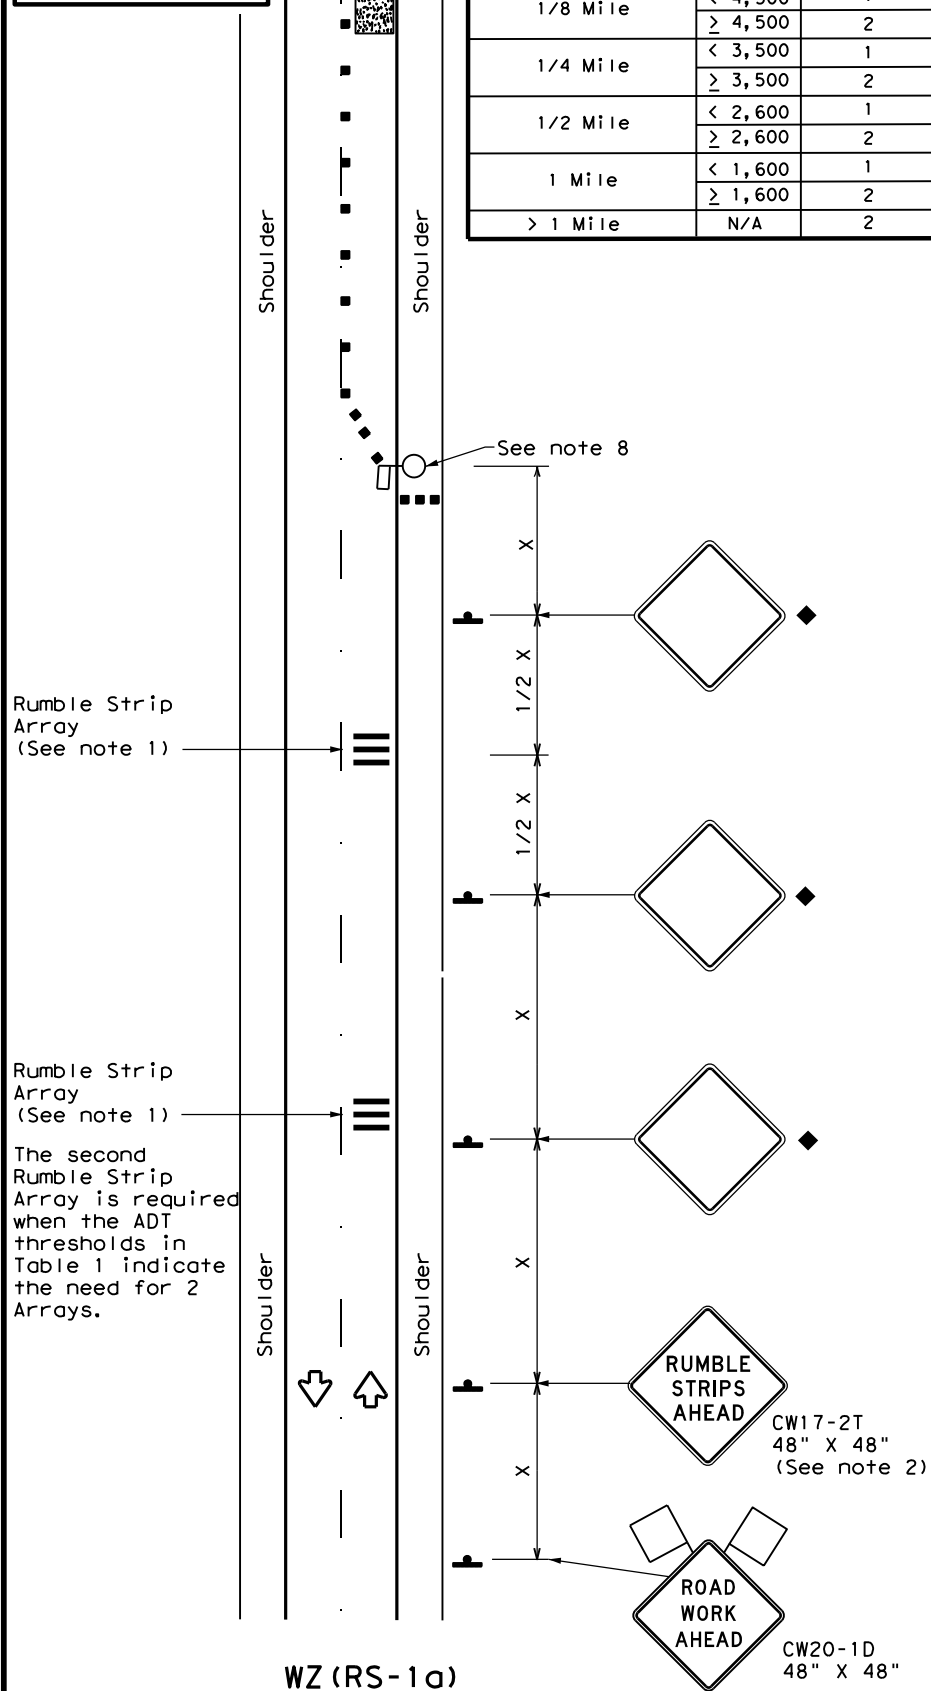 1/8 Mile < 4,500 1
≥ 4,500 2
1/4 Mile < 3,500 1
≥ 3,500 2
1/2 Mile < 2,600 1
≥ 2,600 2
1 Mile < 1,600 1
≥ 1,600 2
> 1 Mile N/A 2
Shoulder
Shoulder
See note 8
X
1/2 X
Rumble Strip
Array
(See note 1)
1/2 X
X
Rumble Strip
Array
(See note 1)
The second
Rumble Strip
Array is required
when the ADT
thresholds in
Table 1 indicate
the need for 2
Arrays.
Shoulder
Shoulder
X
RUMBLE
STRIPS
AHEAD
CW17-2T
48" X 48"
(See note 2)
X
ROAD
WORK
AHEAD
CW20-1D
48" X 48"
WZ (RS-1a)